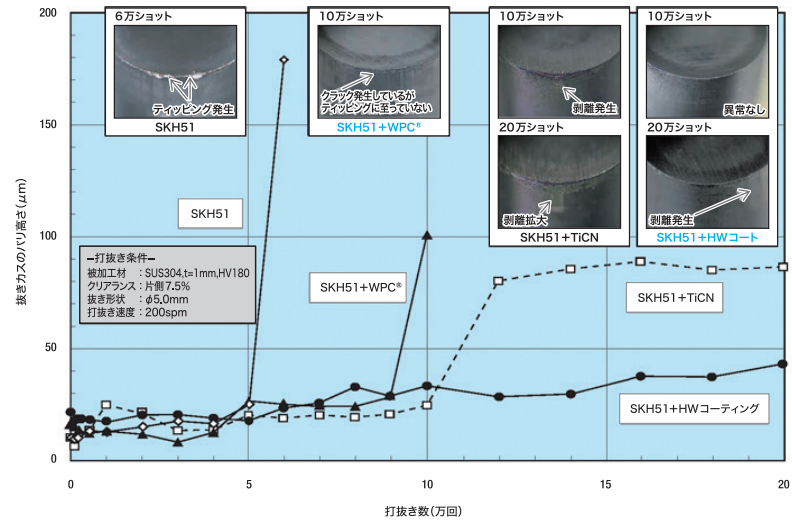 200
150
100
50
0
抜きカスのバリ高さ(μm)
6万ショット
ティッピング発生
SKH51
10万ショット
クラック発生しているが
ティッピングに至っていない
SKH51+WPC®
10万ショット
剥離発生
20万ショット
剥離拡大
SKH51+TiCN
10万ショット
異常なし
20万ショット
剥離発生
SKH51+HWコート
SKH51
ー打抜き条件ー
被加工材 :SUS304,t=1mm,HV180
クリアランス:片側7.5%
抜き形状 :φ5.0mm
打抜き速度:200spm
SKH51+WPC®
SKH51+TiCN
SKH51+HWコーティング
0
5
10
15
20
打抜き数(万回)